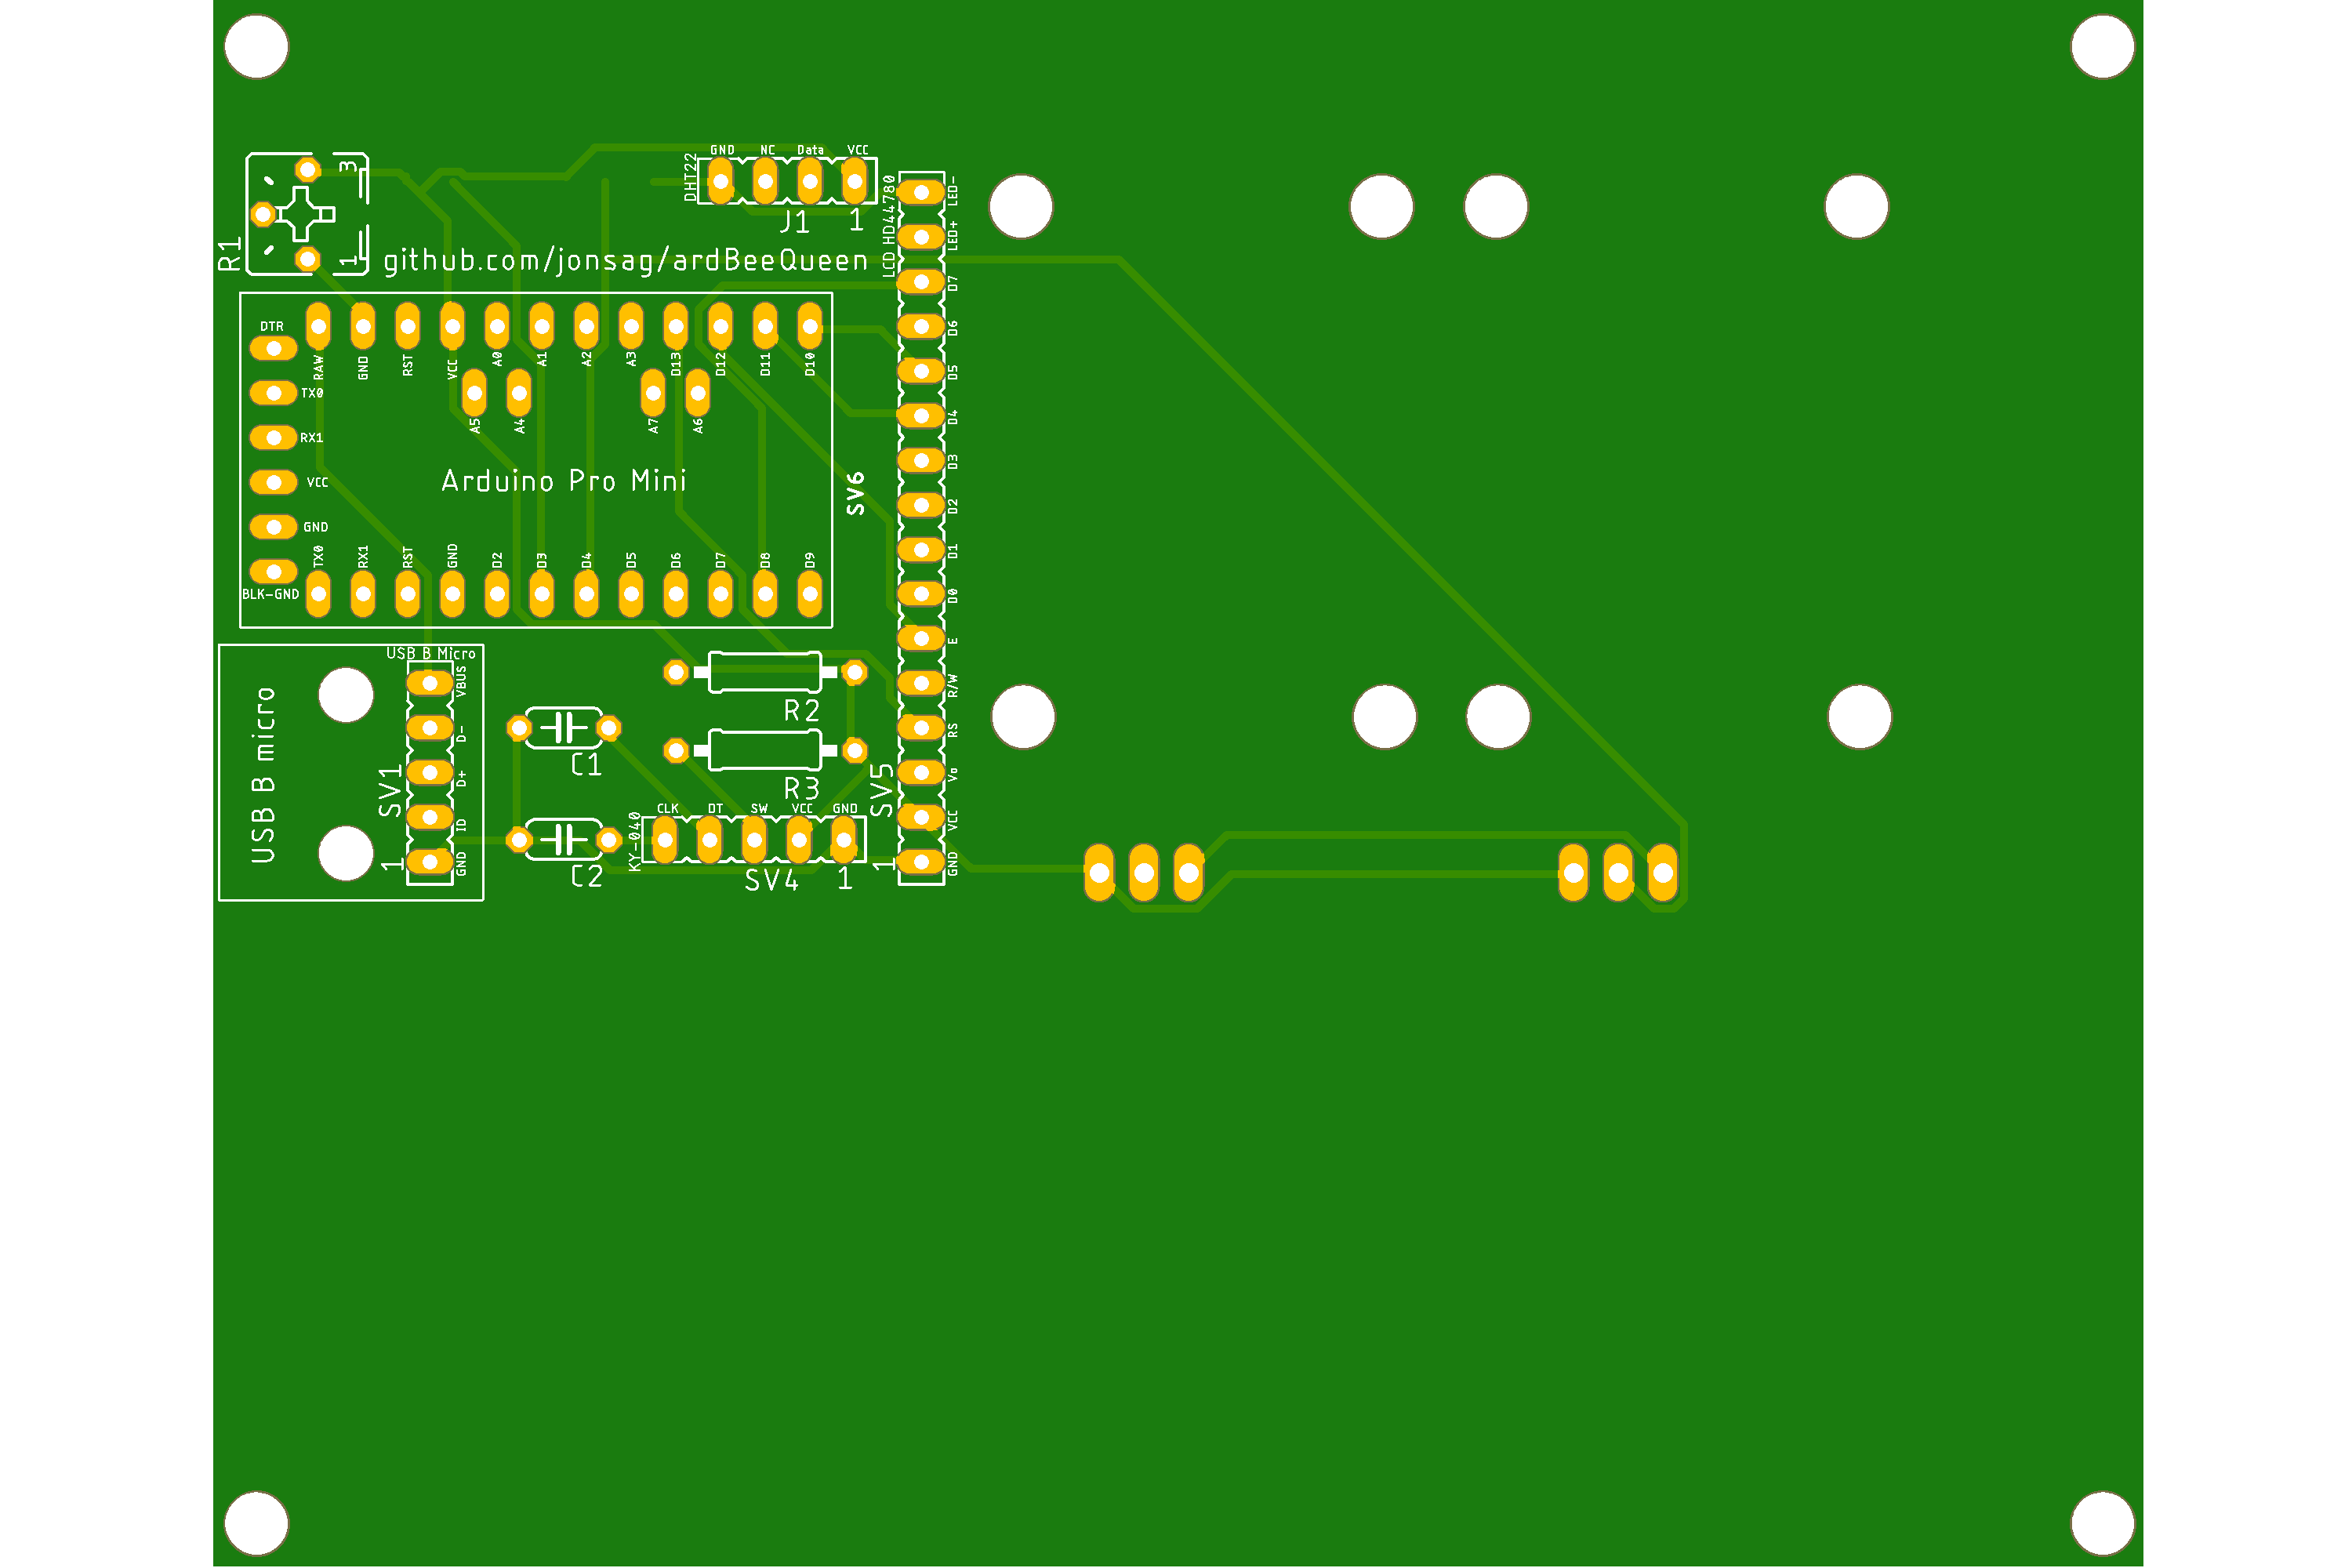 GND NC Data VCC
DHT22
J1 1
R1
3
1
github.com/jonsag/ardBeeQueen
LCD HD44780
LED-
LED+
D7
D6
D5
D4
D3
D2
D1
D0
E
R/W
RS
Vo
VCC
GND
SV5
1
SV6
DTR
TX0
RX1
VCC
GND
BLK-GND
RAW GND RST VCC A0 A1 A2 A3 D13 D12 D11 D10
A5 A4 A7 A6
Arduino Pro Mini
TX0 RX1 RST GND D2 D3 D4 D5 D6 D7 D8 D9
USB B Micro
USB B micro
VBUS
D-
D+
ID
GND
SV1
1
R2
C1
R3
CLK DT SW VCC GND
KY-040
C2
SV4 1